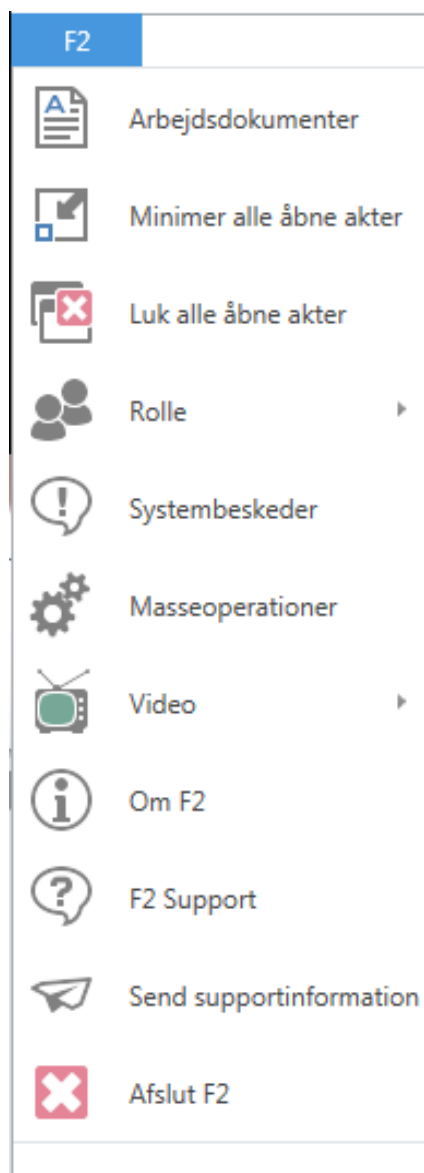 F2
Arbejdsdokumenter
Minimer alle åbne akter
Luk alle åbne akter
Rolle
Systembeskeder
Masseoperationer
Video
Om F2
F2 Support
Send supportinformation
Afslut F2